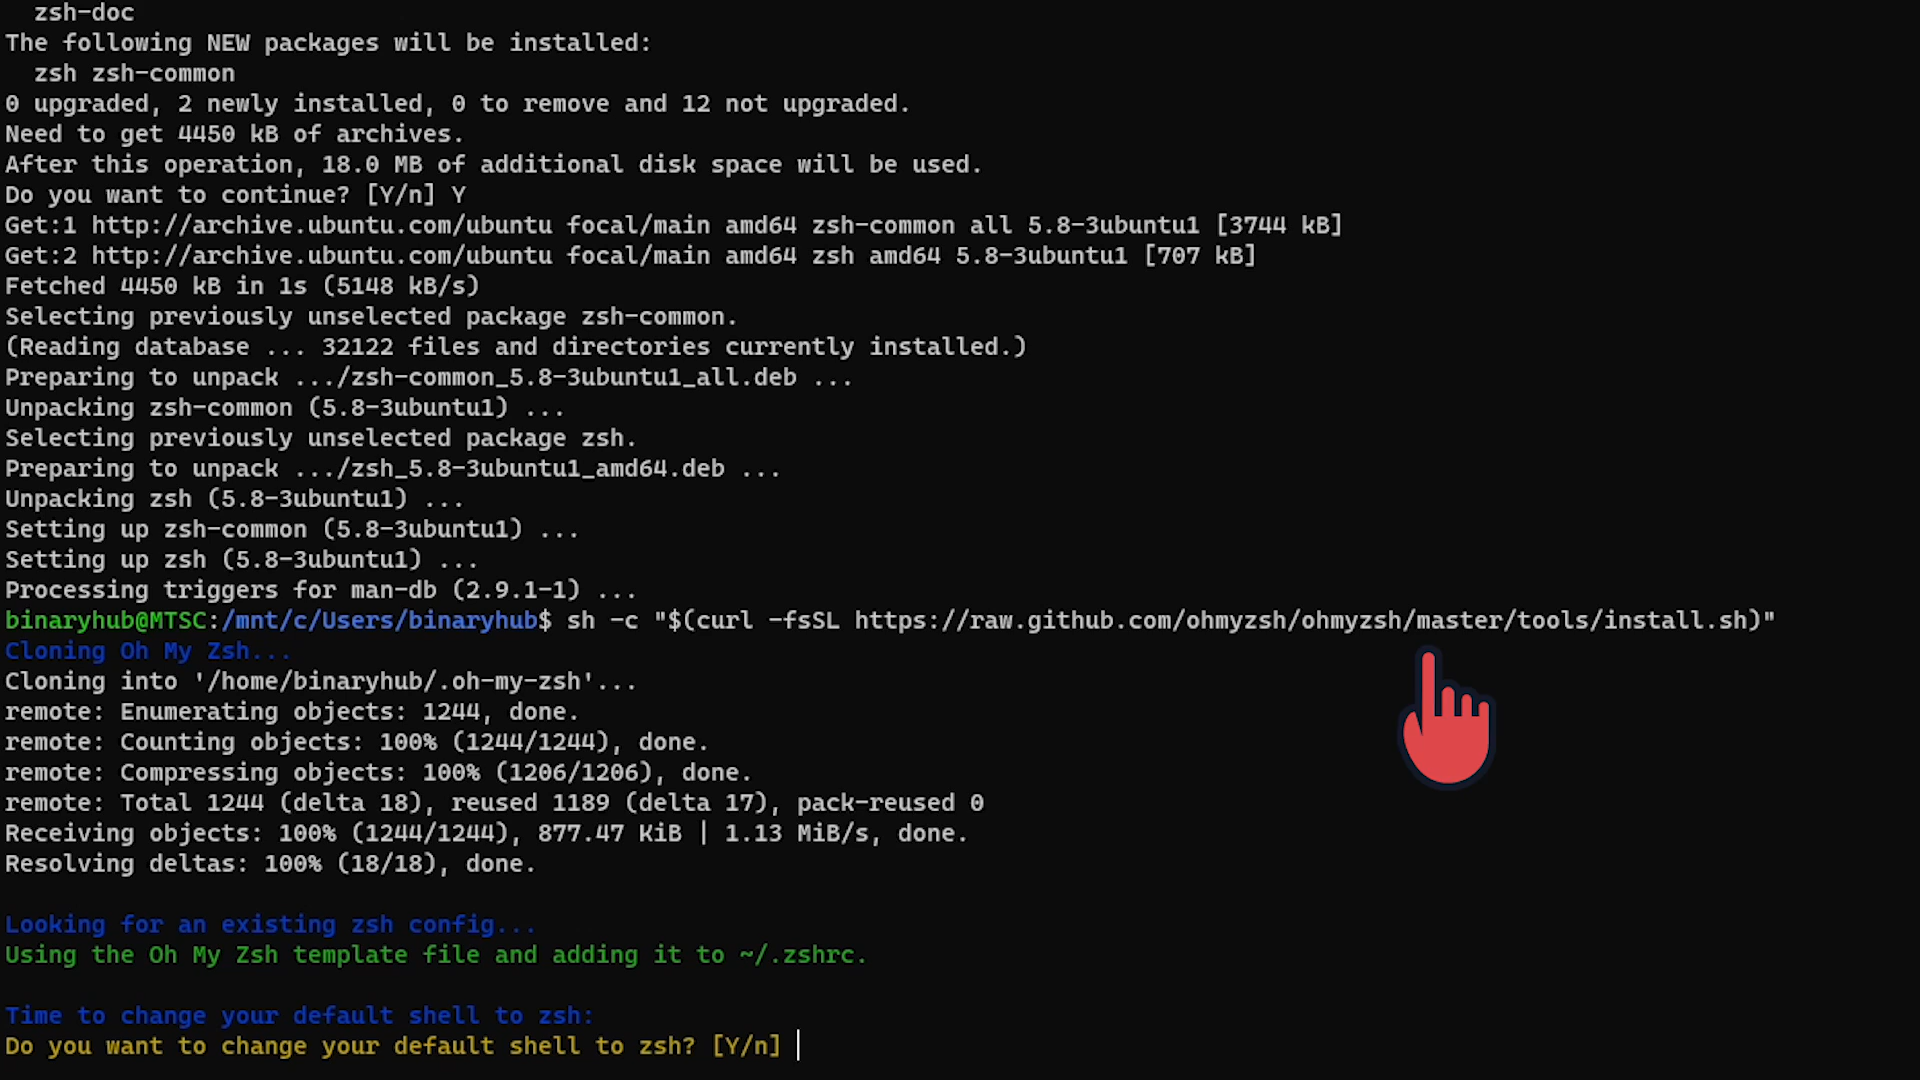 zsh-doc
The following NEW packages will be installed:
zsh zsh-common
0 upgraded, 2 newly installed, 0 to remove and 12 not upgraded.
Need to get 4450 kB of archives.
After this operation, 18.0 MB of additional disk space will be used.
Do you want to continue? [Y/n] Y
Get:1 http://archive.ubuntu.com/ubuntu focal/main amd64 zsh-common all 5.8-3ubuntu1 [3744 kB]
Get:2 http://archive.ubuntu.com/ubuntu focal/main amd64 zsh amd64 5.8-3ubuntu1 [707 kB]
Fetched 4450 kB in 1s (5148 kB/s)
Selecting previously unselected package zsh-common.
(Reading database ... 32122 files and directories currently installed.)
Preparing to unpack .../zsh-common_5.8-3ubuntu1_all.deb ...
Unpacking zsh-common (5.8-3ubuntu1) ...
Selecting previously unselected package zsh.
Preparing to unpack .../zsh_5.8-3ubuntu1_amd64.deb ...
Unpacking zsh (5.8-3ubuntu1) ...
Setting up zsh-common (5.8-3ubuntu1) ...
Setting up zsh (5.8-3ubuntu1) ...
Processing triggers for man-db (2.9.1-1) ...
binaryhub@MTSC:/mnt/c/Users/binaryhub$ sh -c "$(curl -fsSL https://raw.github.com/ohmyzsh/ohmyzsh/master/tools/install.sh)"
Cloning Oh My Zsh...
Cloning into '/home/binaryhub/.oh-my-zsh'...
remote: Enumerating objects: 1244, done.
remote: Counting objects: 100% (1244/1244), done.
remote: Compressing objects: 100% (1206/1206), done.
remote: Total 1244 (delta 18), reused 1189 (delta 17), pack-reused 0
Receiving objects: 100% (1244/1244), 877.47 KiB | 1.13 MiB/s, done.
Resolving deltas: 100% (18/18), done.
Looking for an existing zsh config...
Using the Oh My Zsh template file and adding it to ~/.zshrc.
Time to change your default shell to zsh:
Do you want to change your default shell to zsh? [Y/n]